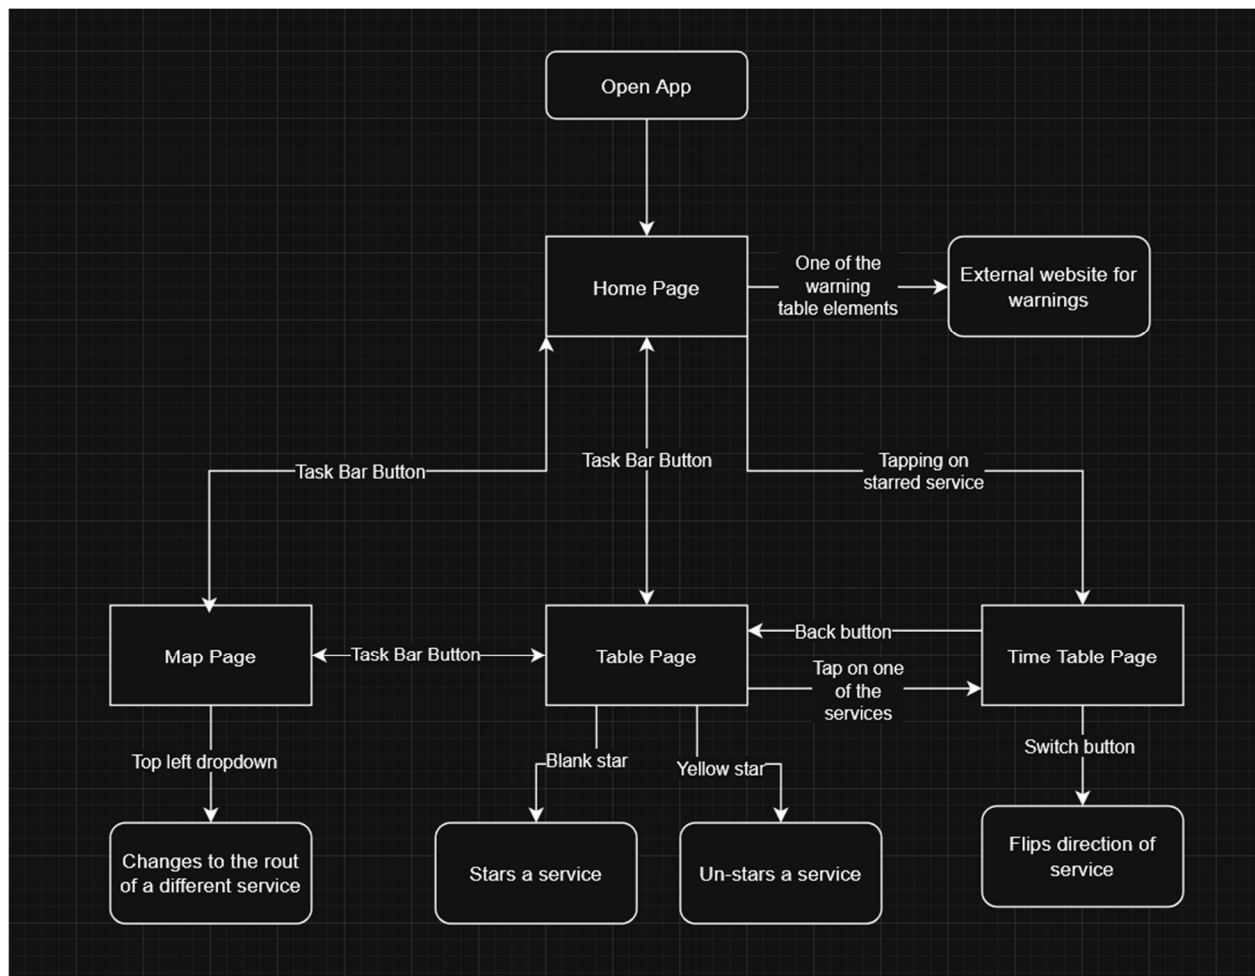 Open App
Home Page
One of the
warning
table elements
External website for
warnings
Task Bar Button
Task Bar Button
Tapping on
starred service
Map Page
Task Bar Button
Table Page
Back button
Tap on one
of the
services
Time Table Page
Top left dropdown
Blank star
Yellow star
Switch button
Changes to the rout
of a different service
Stars a service
Un-stars a service
Flips direction of
service